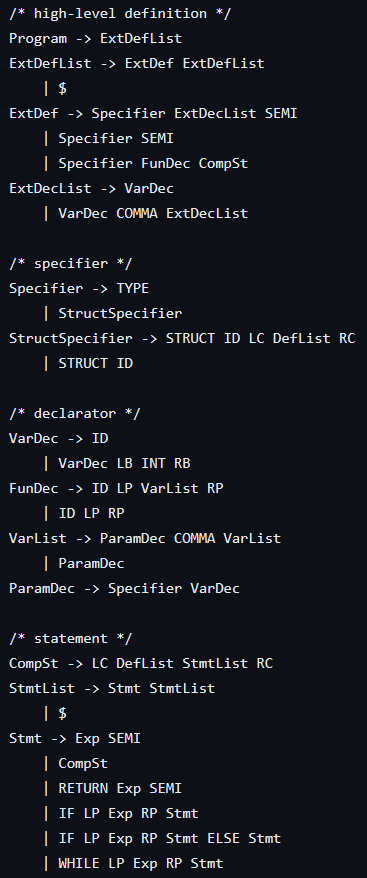 /* high-level definition */
Program -> ExtDefList
ExtDefList -> ExtDef ExtDefList
    | $
ExtDef -> Specifier ExtDecList SEMI
    | Specifier SEMI
    | Specifier FunDec CompSt
ExtDecList -> VarDec
    | VarDec COMMA ExtDecList

/* specifier */
Specifier -> TYPE
    | StructSpecifier
StructSpecifier -> STRUCT ID LC DefList RC
    | STRUCT ID

/* declarator */
VarDec -> ID
    | VarDec LB INT RB
FunDec -> ID LP VarList RP
    | ID LP RP
VarList -> ParamDec COMMA VarList
    | ParamDec
ParamDec -> Specifier VarDec

/* statement */
CompSt -> LC DefList StmtList RC
StmtList -> Stmt StmtList
    | $
Stmt -> Exp SEMI
    | CompSt
    | RETURN Exp SEMI
    | IF LP Exp RP Stmt
    | IF LP Exp RP Stmt ELSE Stmt
    | WHILE LP Exp RP Stmt